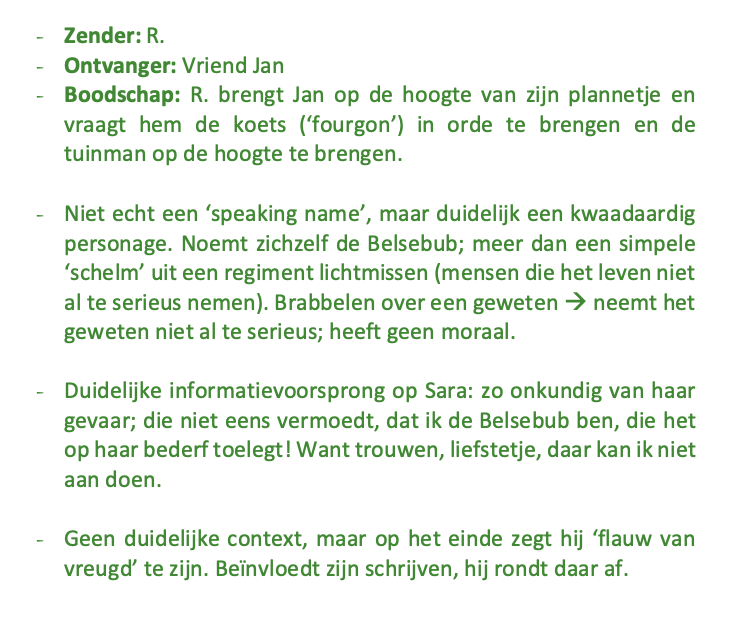 - Zender: R.
- Ontvanger: Vriend Jan
- Boodschap: R. brengt Jan op de hoogte van zijn plannetje en
vraagt hem de koets (‘fourgon’) in orde te brengen en de
tuinman op de hoogte te brengen.
- Niet echt een ‘speaking name’, maar duidelijk een kwaadaardig
personage. Noemt zichzelf de Belsebub; meer dan een simpele
‘schelm’ uit een regiment lichtmissen (mensen die het leven niet
al te serieus nemen). Brabbelen over een geweten → neemt het
geweten niet al te serieus; heeft geen moraal.
- Duidelijke informatievoorsprong op Sara: zo onkundig van haar
gevaar; die niet eens vermoedt, dat ik de Belsebub ben, die het
op haar bederf toelegt! Want trouwen, liefstetje, daar kan ik niet
aan doen.
- Geen duidelijke context, maar op het einde zegt hij ‘flauw van
vreugd’ te zijn. Beïnvloedt zijn schrijven, hij rondt daar af.